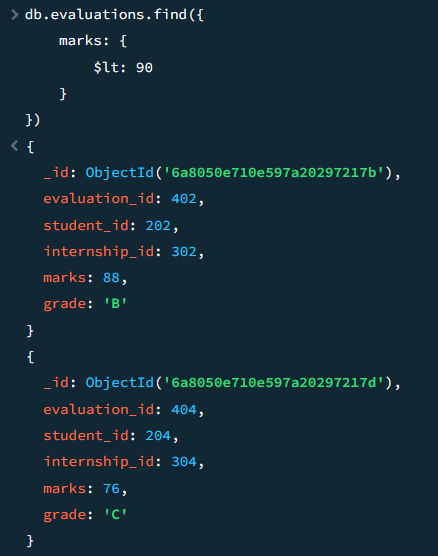 > db.evaluations.find({
marks: {
$lt: 90
}
})
< {
_id: ObjectId('6a8050e710e597a20297217b'),
evaluation_id: 402,
student_id: 202,
internship_id: 302,
marks: 88,
grade: 'B'
}
{
_id: ObjectId('6a8050e710e597a20297217d'),
evaluation_id: 404,
student_id: 204,
internship_id: 304,
marks: 76,
grade: 'C'
}